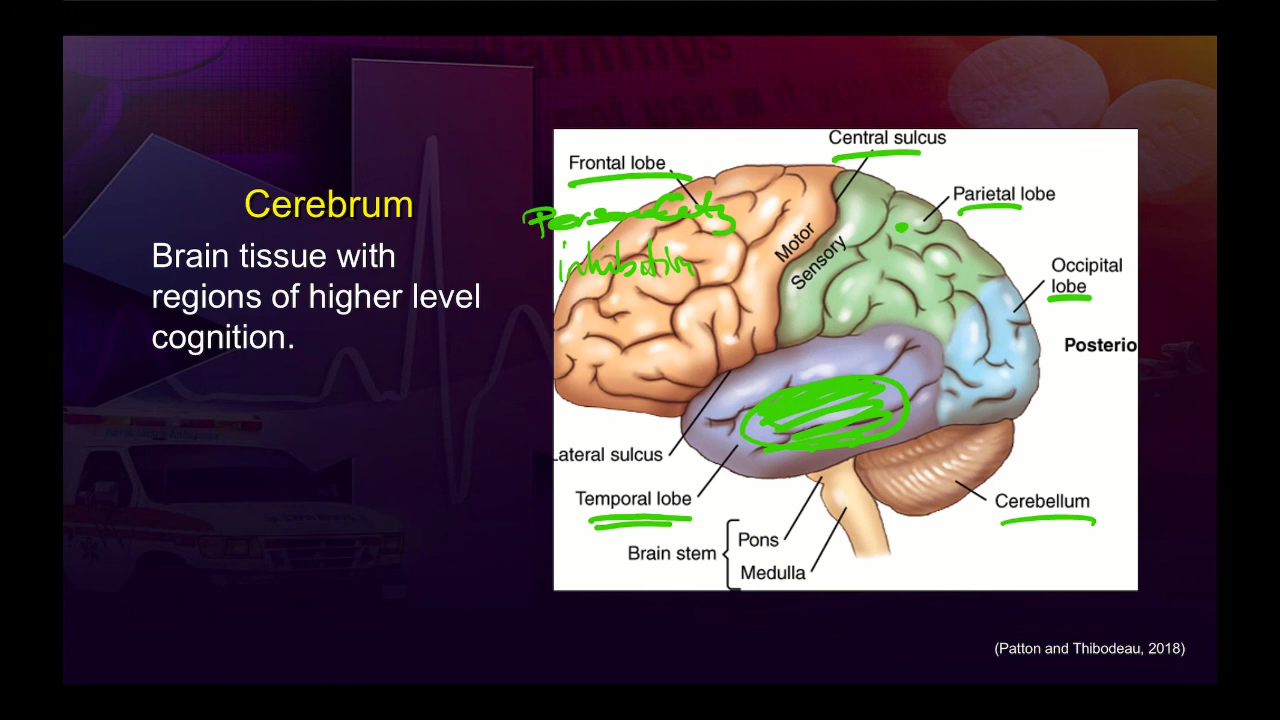 Cerebrum
Brain tissue with
regions of higher level
cognition.
Central sulcus
Frontal lobe
Parietal lobe
Personality
Motor
Sensory
Occipital
lobe
Posterio
Lateral sulcus
Temporal lobe
Cerebellum
Brain stem
Pons
Medulla
(Patton and Thibodeau, 2018)